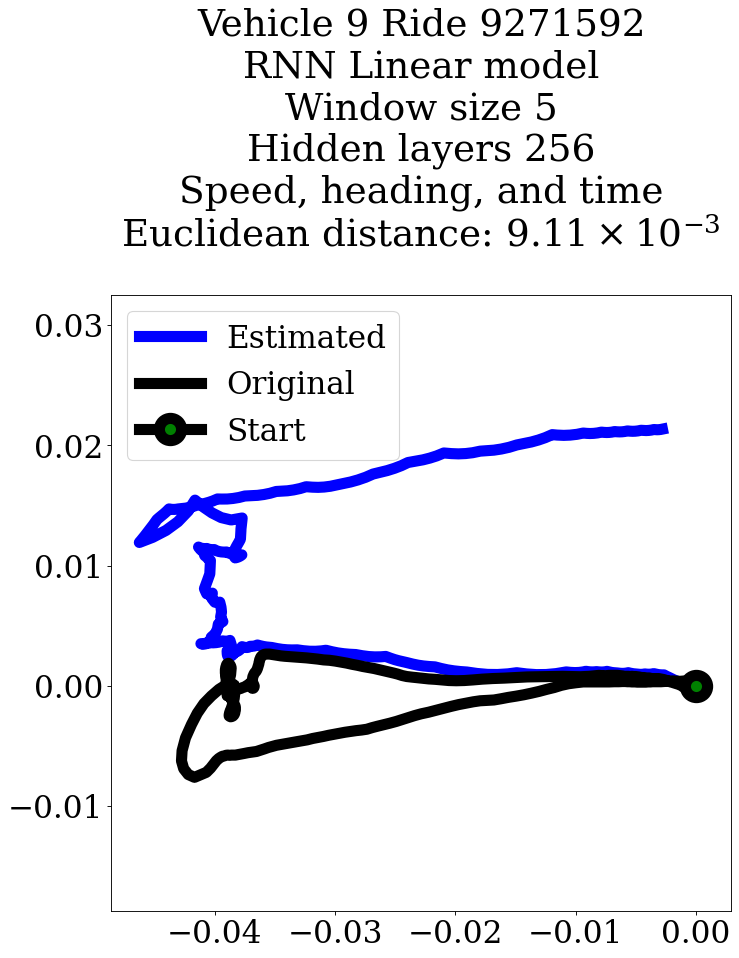 Vehicle 9 Ride 9271592
RNN Linear model
Window size 5
Hidden layers 256
Speed, heading, and time
Euclidean distance: 9.11 × 10⁻³
Estimated
Original
Start
0.03
0.02
0.01
0.00
−0.01
−0.04 −0.03 −0.02 −0.01 0.00